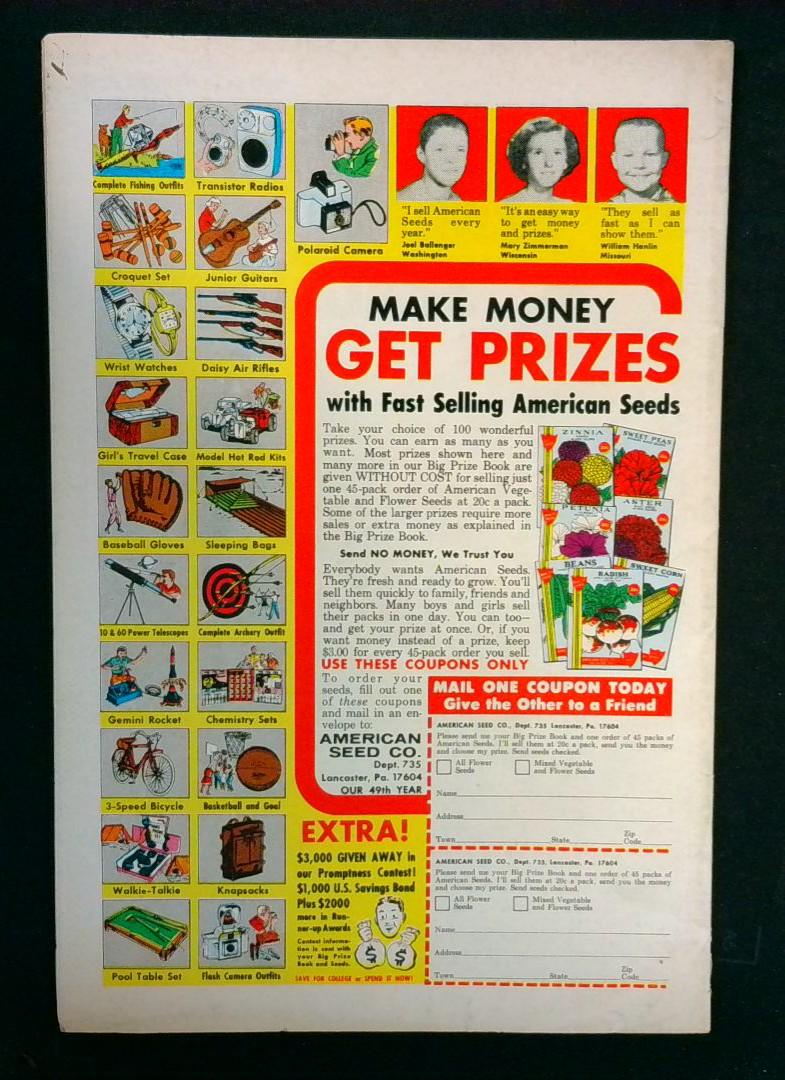 Complete Fishing Outfits
Transistor Radios
Polaroid Camera
Croquet Set
Junior Guitars
Wrist Watches
Daisy Air Rifles
Girl's Travel Case
Model Hot Rod Kits
Baseball Gloves
Sleeping Bags
10 & 60 Power Telescopes
Complete Archery Outfit
Gemini Rocket
Chemistry Sets
3-Speed Bicycle
Basketball and Goal
Walkie-Talkie
Knapsacks
Pool Table Set
Flash Camera Outfits
"I sell American
Seeds every
year."
Joel Ballenger
Washington
"It's an easy way
to get money
and prizes."
Mary Zimmerman
Wisconsin
"They sell as
fast as I can
show them."
William Hanlin
Missouri
MAKE MONEY
GET PRIZES
with Fast Selling American Seeds
Take your choice of 100 wonderful
prizes. You can earn as many as you
want. Most prizes shown here and
many more in our Big Prize Book are
given WITHOUT COST for selling just
one 45-pack order of American Vege-
table and Flower Seeds at 20c a pack.
Some of the larger prizes require more
sales or extra money as explained in
the Big Prize Book.
Send NO MONEY, We Trust You
Everybody wants American Seeds.
They're fresh and ready to grow. You'll
sell them quickly to family, friends and
neighbors. Many boys and girls sell
their packs in one day. You can too—
and get your prize at once. Or, if you
want money instead of a prize, keep
$3.00 for every 45-pack order you sell.
ZINNIA
SWEET PEAS
PETUNIA
ASTER
BEANS
RADISH
SWEET CORN
USE THESE COUPONS ONLY
To order your
seeds, fill out one
of these coupons
and mail in an en-
velope to:
AMERICAN
SEED CO.
Dept. 735
Lancaster, Pa. 17604
OUR 49th YEAR
MAIL ONE COUPON TODAY
Give the Other to a Friend
AMERICAN SEED CO., Dept. 735 Lancaster, Pa. 17604
Please send me your Big Prize Book and one order of 45 packs of
American Seeds. I'll sell them at 20c a pack, send you the money
and choose my prize. Send seeds checked.
All Flower
Seeds
Mixed Vegetable
and Flower Seeds
Name
Address
Town State Zip Code
AMERICAN SEED CO., Dept. 735, Lancaster, Pa. 17604
Please send me your Big Prize Book and one order of 45 packs of
American Seeds. I'll sell them at 20c a pack, send you the money
and choose my prize. Send seeds checked.
All Flower
Seeds
Mixed Vegetable
and Flower Seeds
Name
Address
Town State Zip Code
EXTRA!
$3,000 GIVEN AWAY in
our Promptness Contest!
$1,000 U.S. Savings Bond
Plus $2000
more in Run-
ner-up Awards
Contest informa-
tion is sent with
your Big Prize
Book and Seeds.
$ $
SAVE FOR COLLEGE or SPEND IT NOW!